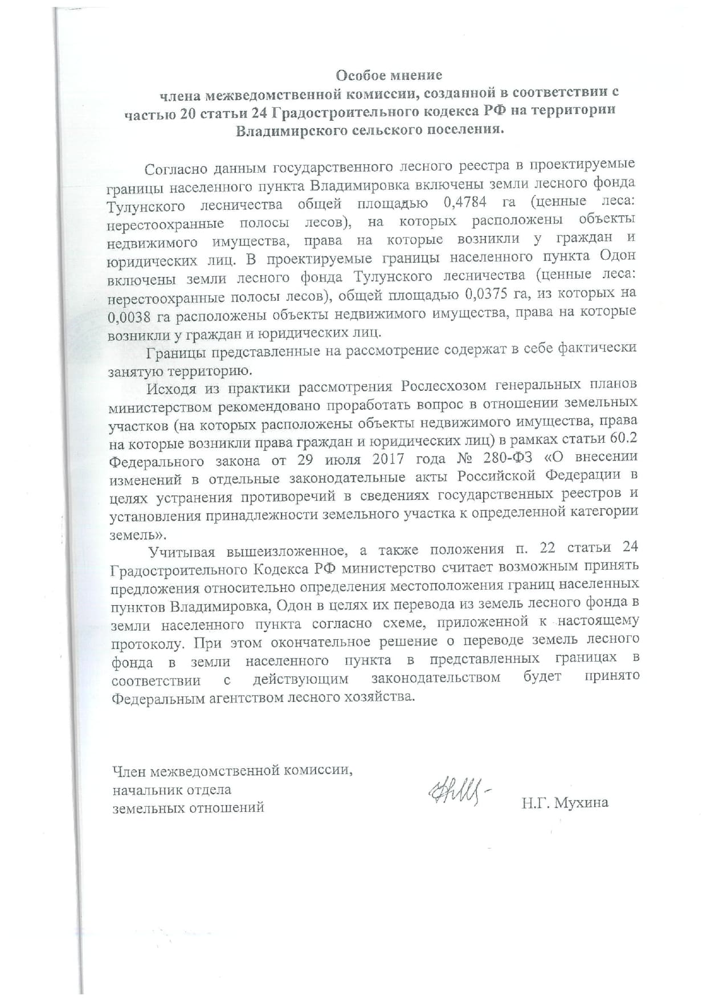 Особое мнение
члена межведомственной комиссии, созданной в соответствии с
частью 20 статьи 24 Градостроительного кодекса РФ на территории
Владимирского сельского поселения.
Согласно данным государственного лесного реестра в проектируемые
границы населенного пункта Владимировка включены земли лесного фонда
Тулунского лесничества общей площадью 0,4784 га (ценные леса:
нерестоохранные полосы лесов), на которых расположены объекты
недвижимого имущества, права на которые возникли у граждан и
юридических лиц. В проектируемые границы населенного пункта Одон
включены земли лесного фонда Тулунского лесничества (ценные леса:
нерестоохранные полосы лесов), общей площадью 0,0375 га, из которых на
0,0038 га расположены объекты недвижимого имущества, права на которые
возникли у граждан и юридических лиц.
Границы представленные на рассмотрение содержат в себе фактически
занятую территорию.
Исходя из практики рассмотрения Рослесхозом генеральных планов
министерством рекомендовано проработать вопрос в отношении земельных
участков (на которых расположены объекты недвижимого имущества, права
на которые возникли права граждан и юридических лиц) в рамках статьи 60.2
Федерального закона от 29 июля 2017 года № 280-ФЗ «О внесении
изменений в отдельные законодательные акты Российской Федерации в
целях устранения противоречий в сведениях государственных реестров и
установления принадлежности земельного участка к определенной категории
земель».
Учитывая вышеизложенное, а также положения п. 22 статьи 24
Градостроительного Кодекса РФ министерство считает возможным принять
предложения относительно определения местоположения границ населенных
пунктов Владимировка, Одон в целях их перевода из земель лесного фонда в
земли населенного пункта согласно схеме, приложенной к настоящему
протоколу. При этом окончательное решение о переводе земель лесного
фонда в земли населенного пункта в представленных границах в
соответствии с действующим законодательством будет принято
Федеральным агентством лесного хозяйства.
Член межведомственной комиссии,
начальник отдела
земельных отношений
Н.Г. Мухина